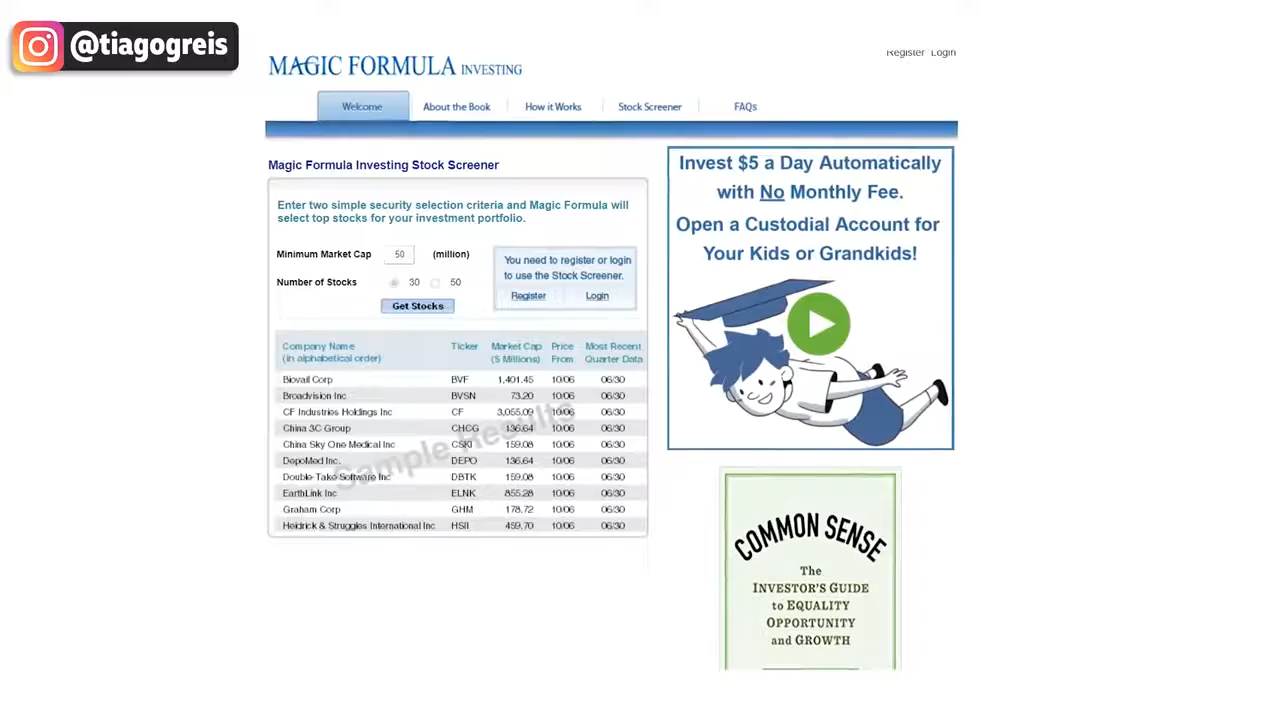 @tiagogreis
Register Login
MAGIC FORMULA INVESTING
Welcome About the Book How it Works Stock Screener FAQs
Magic Formula Investing Stock Screener
Enter two simple security selection criteria and Magic Formula will
select top stocks for your investment portfolio.
Minimum Market Cap 50 (million)
Number of Stocks 30 50
Get Stocks
You need to register or login
to use the Stock Screener.
Register Login
Company Name Ticker Market Cap Price Most Recent
(in alphabetical order) ($ Millions) From Quarter Data
Biovail Corp BVF 1,401.45 10/06 06/30
Broadvision Inc BVSN 73.20 10/06 06/30
CF Industries Holdings Inc CF 3,055.09 10/06 06/30
China 3C Group CHCG 136.64 10/06 06/30
China Sky One Medical Inc CSKI 159.08 10/06 06/30
DepoMed Inc. DEPO 136.64 10/06 06/30
Double-Take Software Inc DBTK 159.08 10/06 06/30
EarthLink Inc ELNK 855.28 10/06 06/30
Graham Corp GHM 178.72 10/06 06/30
Heidrick & Struggles International Inc HSII 459.70 10/06 06/30
Sample Results
Invest $5 a Day Automatically
with No Monthly Fee.
Open a Custodial Account for
Your Kids or Grandkids!
COMMON SENSE
The
INVESTOR'S GUIDE
to EQUALITY
OPPORTUNITY
and GROWTH